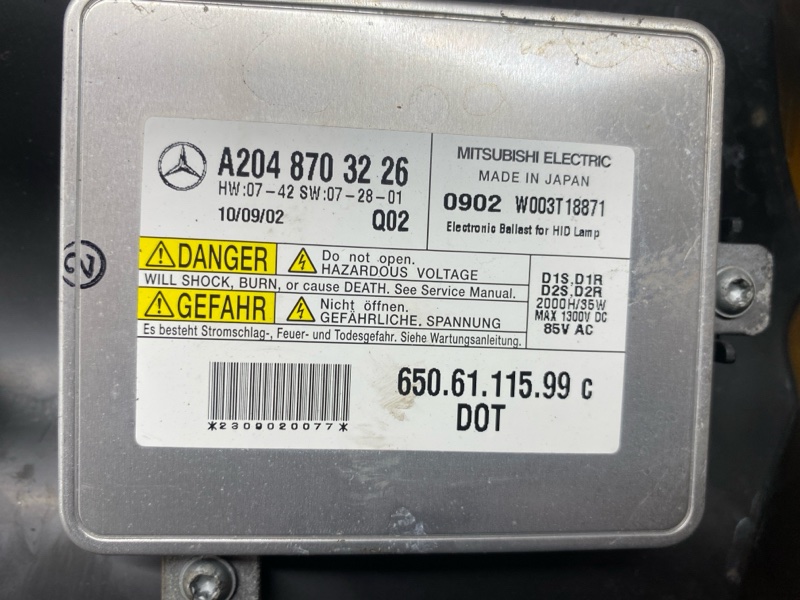 A204 870 32 26
HW:07-42 SW:07-28-01
10/09/02 Q02
MITSUBISHI ELECTRIC
MADE IN JAPAN
0902 W003T18871
Electronic Ballast for HID Lamp
DANGER
Do not open.
HAZARDOUS VOLTAGE
WILL SHOCK, BURN, or cause DEATH. See Service Manual.
GEFAHR
Nicht öffnen.
GEFÄHRLICHE. SPANNUNG
Es besteht Stromschlag-, Feuer- und Todesgefahr. Siehe Wartungsanleitung.
D1S,D1R
D2S,D2R
2000H/35W
MAX 1300V DC
85V AC
*2309020077*
650.61.115.99 c
DOT
2